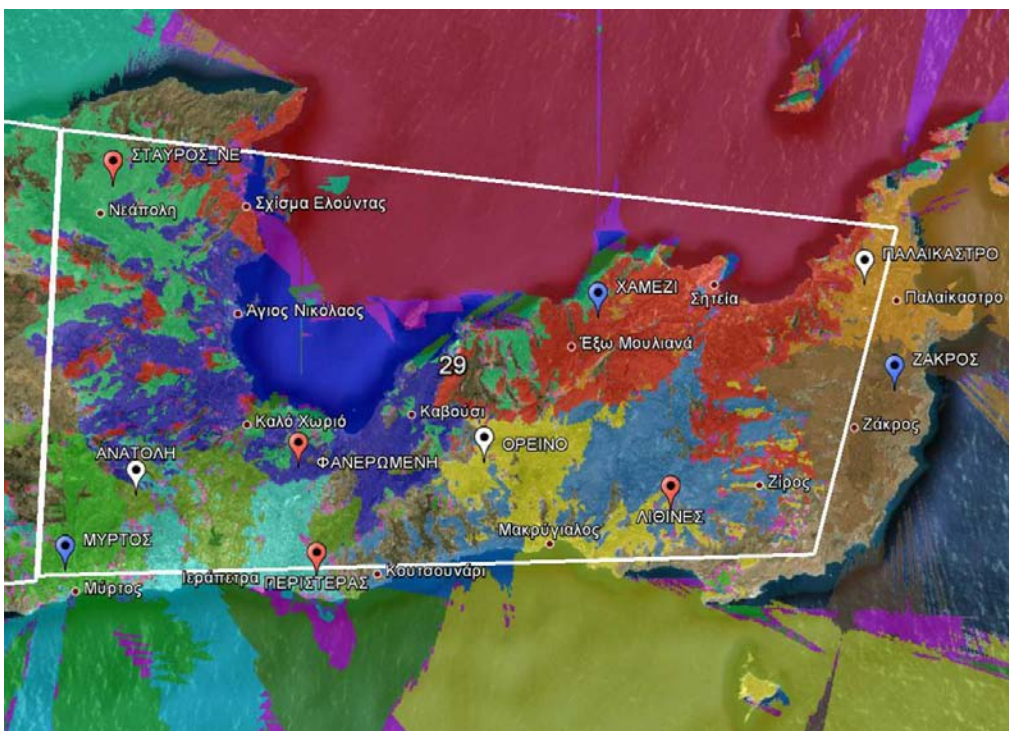 ΣΤΑΥΡΟΣ_ΝΕ
Νεάπολη
Σχίσμα Ελούντας
ΠΑΛΑΙΚΑΣΤΡΟ
ΧΑΜΕΖΙ
Σητεία
Παλαίκαστρο
Άγιος Νικόλαος
Έξω Μουλιανά
29
ΖΑΚΡΟΣ
Καβούσι
Καλό Χωριό
Ζάκρος
ΟΡΕΙΝΟ
ΑΝΑΤΟΛΗ
ΦΑΝΕΡΩΜΕΝΗ
Ζίρος
ΛΙΘΙΝΕΣ
Μακρύγιαλός
ΜΥΡΤΟΣ
Ιεράπετρα
ΠΕΡΙΣΤΕΡΑΣ
Κουτσουνάρι
Μύρτος